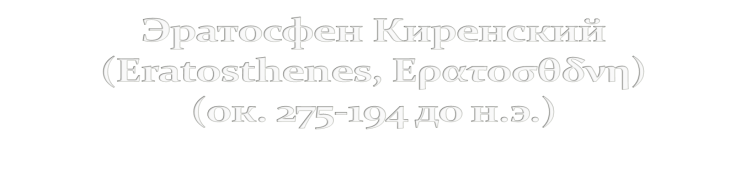 Эратосфен Киренский
(Eratosthenes, Ερατοσθδνη)
(ок. 275-194 до н.э.)